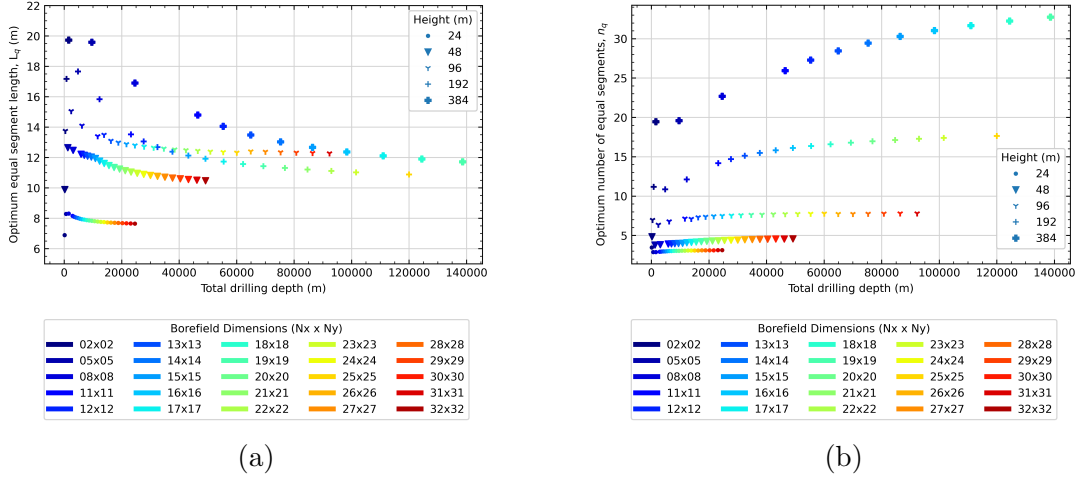 22
20
18
16
14
12
10
8
6
Optimum equal segment length, Lq (m)
0
20000
40000
60000
80000
100000
120000
140000
Total drilling depth (m)
Height (m)
24
48
96
192
384
Borefield Dimensions (Nx x Ny)
02x02 13x13 18x18 23x23 28x28
05x05 14x14 19x19 24x24 29x29
08x08 15x15 20x20 25x25 30x30
11x11 16x16 21x21 26x26 31x31
12x12 17x17 22x22 27x27 32x32
(a)
30
25
20
15
10
5
Optimum number of equal segments, nq
0
20000
40000
60000
80000
100000
120000
140000
Total drilling depth (m)
Height (m)
24
48
96
192
384
Borefield Dimensions (Nx x Ny)
02x02 13x13 18x18 23x23 28x28
05x05 14x14 19x19 24x24 29x29
08x08 15x15 20x20 25x25 30x30
11x11 16x16 21x21 26x26 31x31
12x12 17x17 22x22 27x27 32x32
(b)